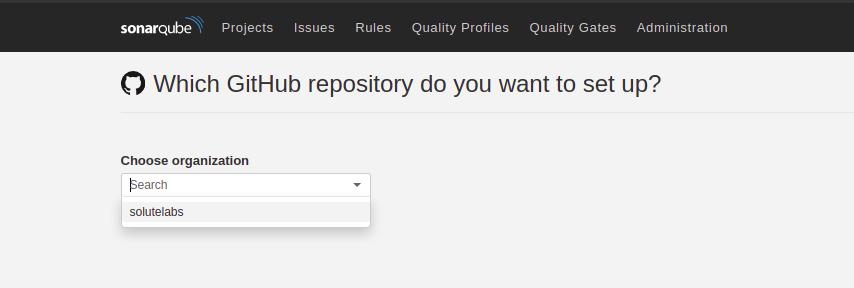 sonarqube Projects Issues Rules Quality Profiles Quality Gates Administration
Which GitHub repository do you want to set up?
Choose organization
Search
solutelabs